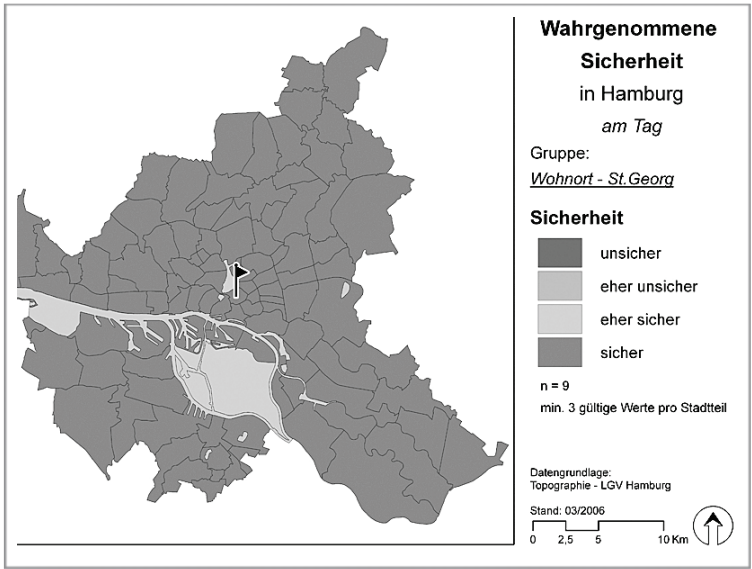 Wahrgenommene
Sicherheit
in Hamburg
am Tag
Gruppe:
Wohnort - St.Georg
Sicherheit
unsicher
eher unsicher
eher sicher
sicher
n = 9
min. 3 gültige Werte pro Stadtteil
Datengrundlage:
Topographie - LGV Hamburg
Stand: 03/2006
0 2,5 5 10 Km